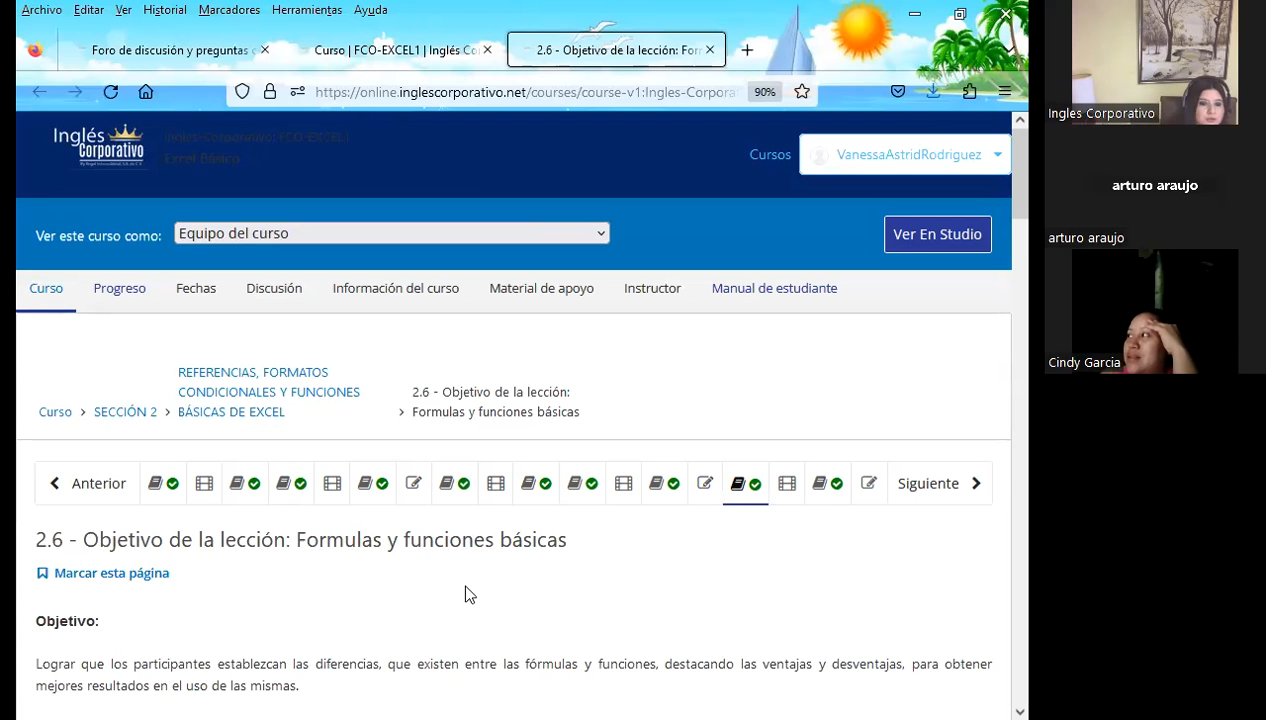 Archivo Editar Ver Historial Marcadores Herramientas Ayuda
Foro de discusión y preguntas
Curso | FCO-EXCEL1 | Inglés Co
2.6 - Objetivo de la lección: For
https://online.inglescorporativo.net/courses/course-v1:Ingles-Corpora
90%
Inglés
Corporativo
Ingles-Corporativo: FCO-EXCEL1
Excel Básico
Cursos
VanessaAstridRodriguez
Ver este curso como:
Equipo del curso
Ver En Studio
Curso Progreso Fechas Discusión Información del curso Material de apoyo Instructor Manual de estudiante
Curso > SECCIÓN 2 >
REFERENCIAS, FORMATOS
CONDICIONALES Y FUNCIONES
BÁSICAS DE EXCEL
>
2.6 - Objetivo de la lección:
Formulas y funciones básicas
Anterior
Siguiente
2.6 - Objetivo de la lección: Formulas y funciones básicas
Marcar esta página
Objetivo:
Lograr que los participantes establezcan las diferencias, que existen entre las fórmulas y funciones, destacando las ventajas y desventajas, para obtener
mejores resultados en el uso de las mismas.
Ingles Corporativo
arturo araujo
arturo araujo
Cindy Garcia